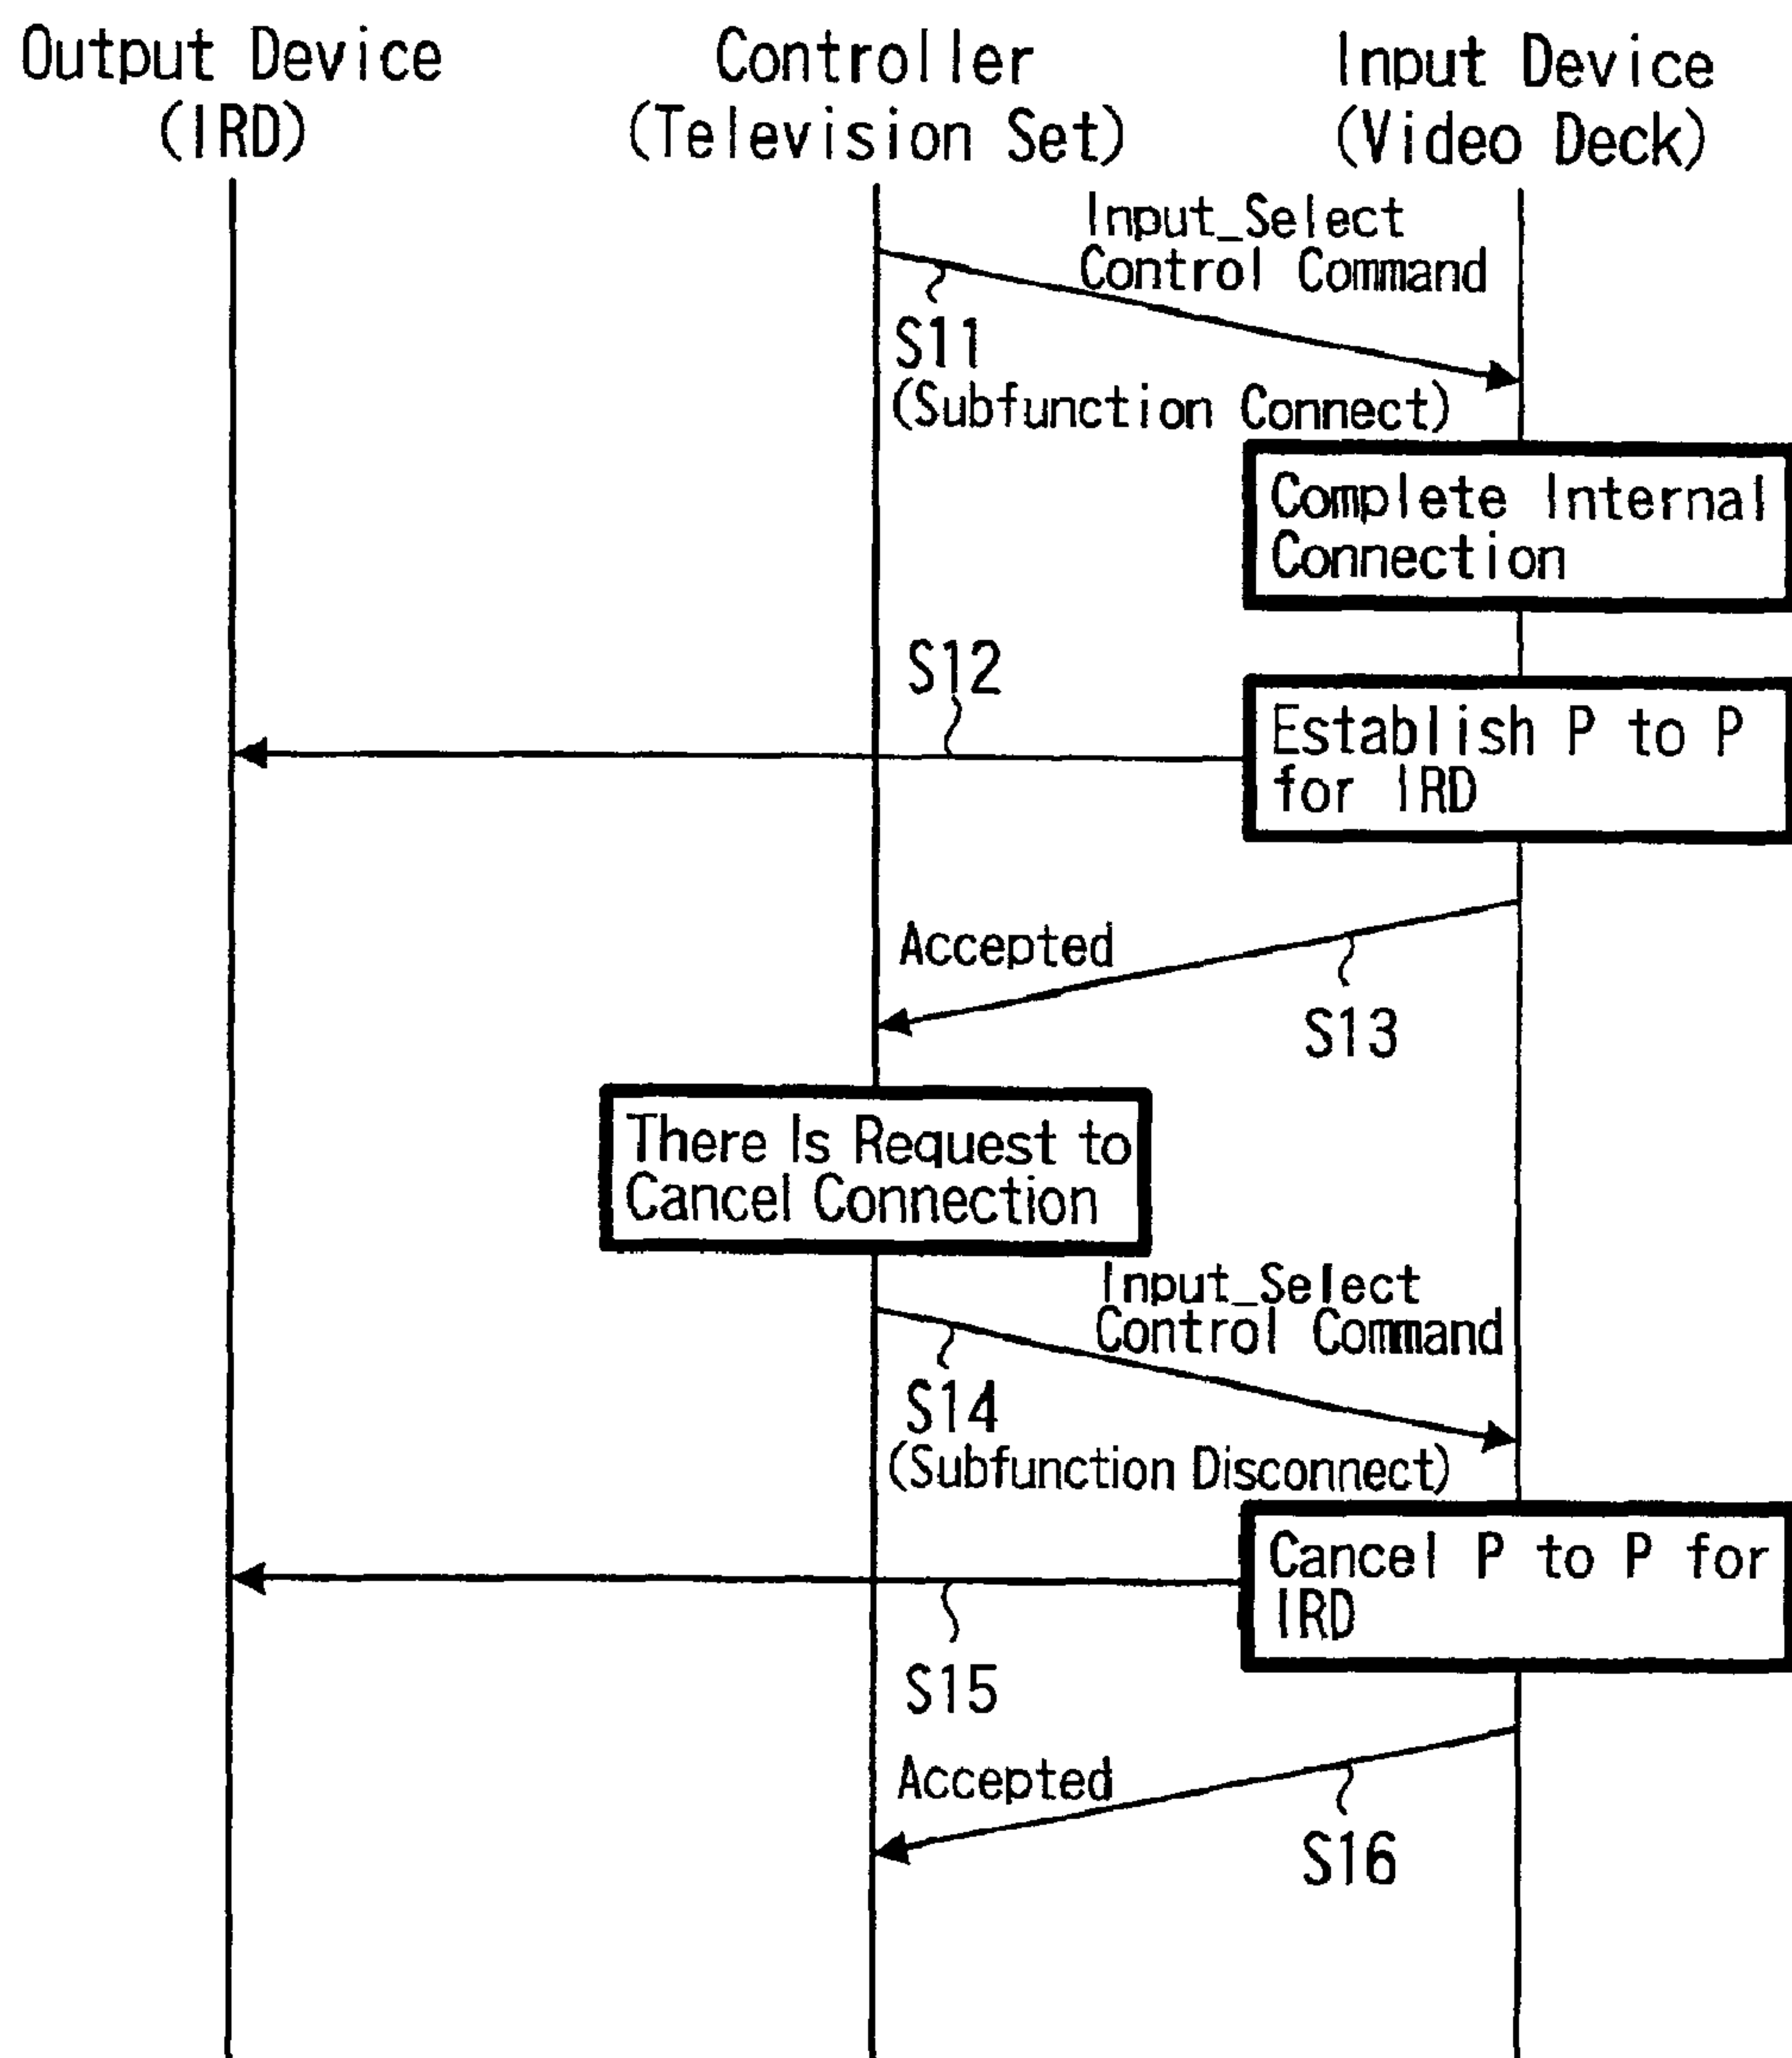 Output Device
(IRD)
Controller
(Television Set)
Input Device
(Video Deck)
Input_Select
Control Command
S11
(Subfunction Connect)
Complete Internal
Connection
S12
Establish P to P
for IRD
Accepted
S13
There Is Request to
Cancel Connection
Input_Select
Control Command
S14
(Subfunction Disconnect)
Cancel P to P for
IRD
S15
Accepted
S16